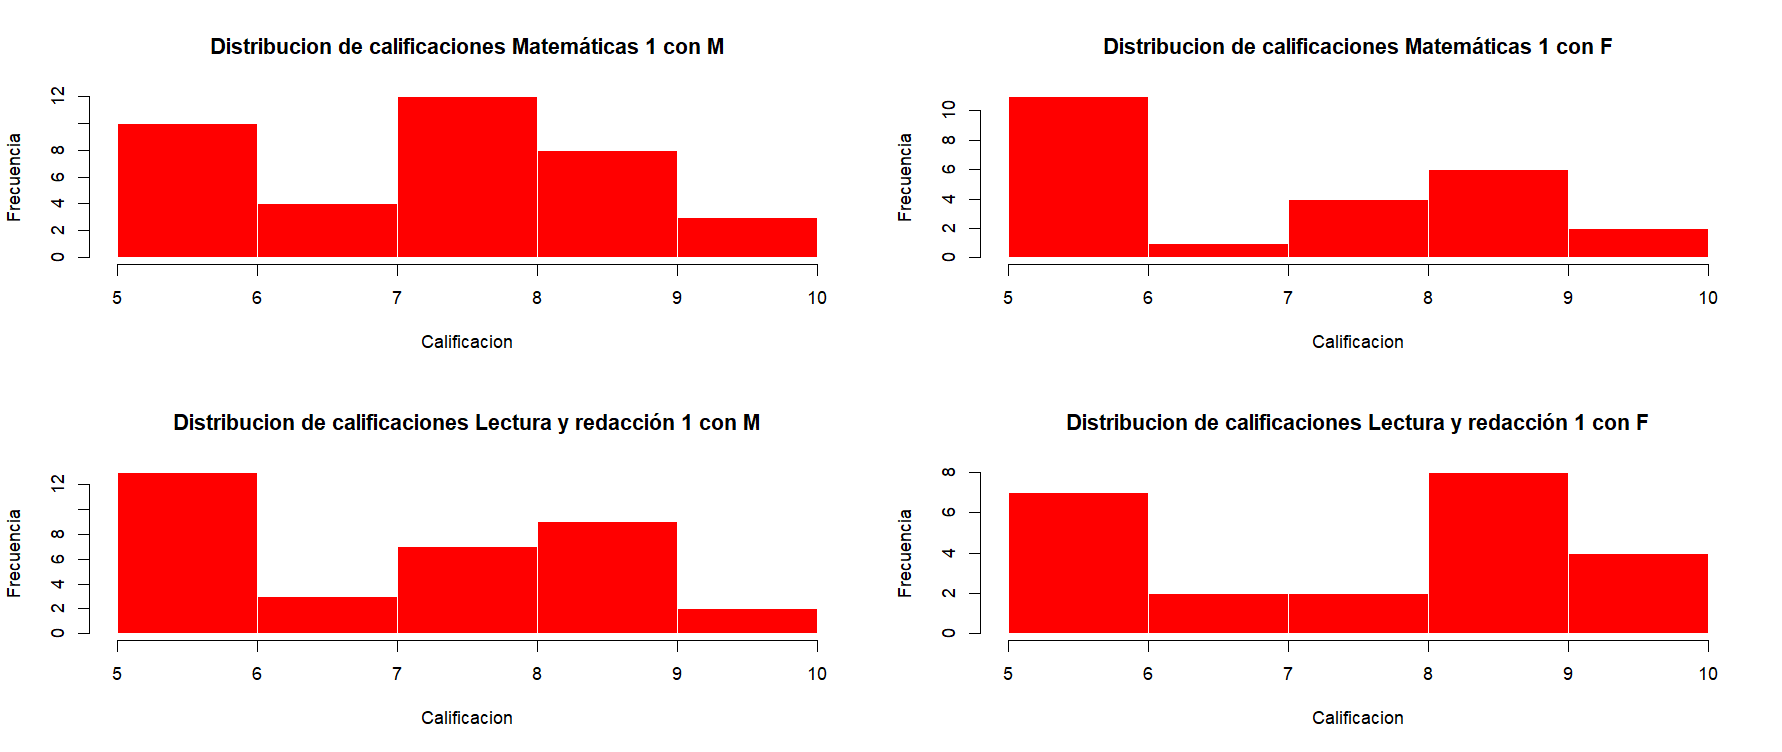 Distribucion de calificaciones Matemáticas 1 con M
Frecuencia
12
8
6
4
2
0
5 6 7 8 9 10
Calificacion
Distribucion de calificaciones Matemáticas 1 con F
Frecuencia
10
8
6
4
2
0
5 6 7 8 9 10
Calificacion
Distribucion de calificaciones Lectura y redacción 1 con M
Frecuencia
12
8
6
4
2
0
5 6 7 8 9 10
Calificacion
Distribucion de calificaciones Lectura y redacción 1 con F
Frecuencia
8
6
4
2
0
5 6 7 8 9 10
Calificacion